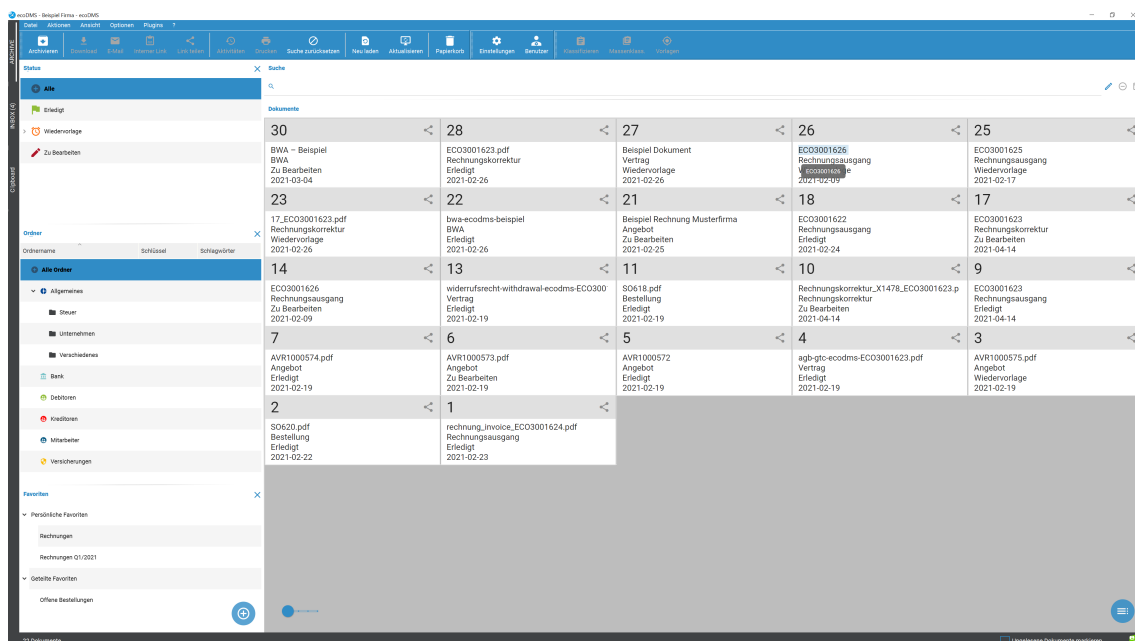 ecoDMS - Beispiel Firma - ecoDMS
Datei Aktionen Ansicht Optionen Plugins ?
Archivieren Download E-Mail Interner Link Link teilen Aktivitäten Drucken Suche zurücksetzen Neu laden Aktualisieren Papierkorb Einstellungen Benutzer Klassifizieren Massenklass. Vorlagen
ARCHIVE
INBOX (4)
Clipboard
Status
Alle
Erledigt
Wiedervorlage
Zu Bearbeiten
Ordner
Ordnername Schlüssel Schlagwörter
Alle Ordner
Allgemeines
Steuer
Unternehmen
Verschiedenes
Bank
Debitoren
Kreditoren
Mitarbeiter
Versicherungen
Favoriten
Persönliche Favoriten
Rechnungen
Rechnungen Q1/2021
Geteilte Favoriten
Offene Bestellungen
Suche
Dokumente
30
BWA – Beispiel
BWA
Zu Bearbeiten
2021-03-04
28
ECO3001623.pdf
Rechnungskorrektur
Erledigt
2021-02-26
27
Beispiel Dokument
Vertrag
Wiedervorlage
2021-02-26
26
ECO3001626
Rechnungsausgang
ECO3001626
2021-02-09
25
ECO3001625
Rechnungsausgang
Wiedervorlage
2021-02-17
23
17_ECO3001623.pdf
Rechnungskorrektur
Wiedervorlage
2021-02-26
22
bwa-ecodms-beispiel
BWA
Erledigt
2021-02-26
21
Beispiel Rechnung Musterfirma
Angebot
Zu Bearbeiten
2021-02-25
18
ECO3001622
Rechnungsausgang
Erledigt
2021-02-24
17
ECO3001623
Rechnungskorrektur
Zu Bearbeiten
2021-04-14
14
ECO3001626
Rechnungsausgang
Zu Bearbeiten
2021-02-09
13
widerrufsrecht-withdrawal-ecodms-ECO300
Vertrag
Erledigt
2021-02-19
11
SO618.pdf
Bestellung
Erledigt
2021-02-19
10
Rechnungskorrektur_X1478_ECO3001623.p
Rechnungskorrektur
Zu Bearbeiten
2021-04-14
9
ECO3001623
Rechnungsausgang
Erledigt
2021-04-14
7
AVR1000574.pdf
Angebot
Erledigt
2021-02-19
6
AVR1000573.pdf
Angebot
Zu Bearbeiten
2021-02-19
5
AVR1000572
Angebot
Erledigt
2021-02-19
4
agb-gtc-ecodms-ECO3001623.pdf
Vertrag
Erledigt
2021-02-19
3
AVR1000575.pdf
Angebot
Wiedervorlage
2021-02-19
2
SO620.pdf
Bestellung
Erledigt
2021-02-22
1
rechnung_invoice_ECO3001624.pdf
Rechnungsausgang
Erledigt
2021-02-23
22 Dokumente
Ungelesene Dokumente markieren